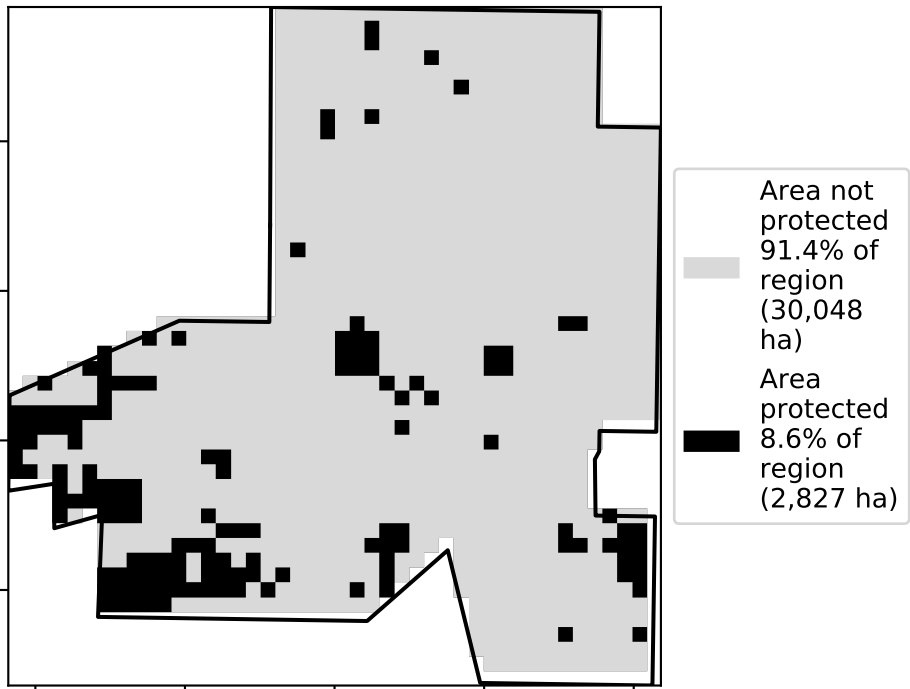 Area not
protected
91.4% of
region
(30,048
ha)
Area
protected
8.6% of
region
(2,827 ha)